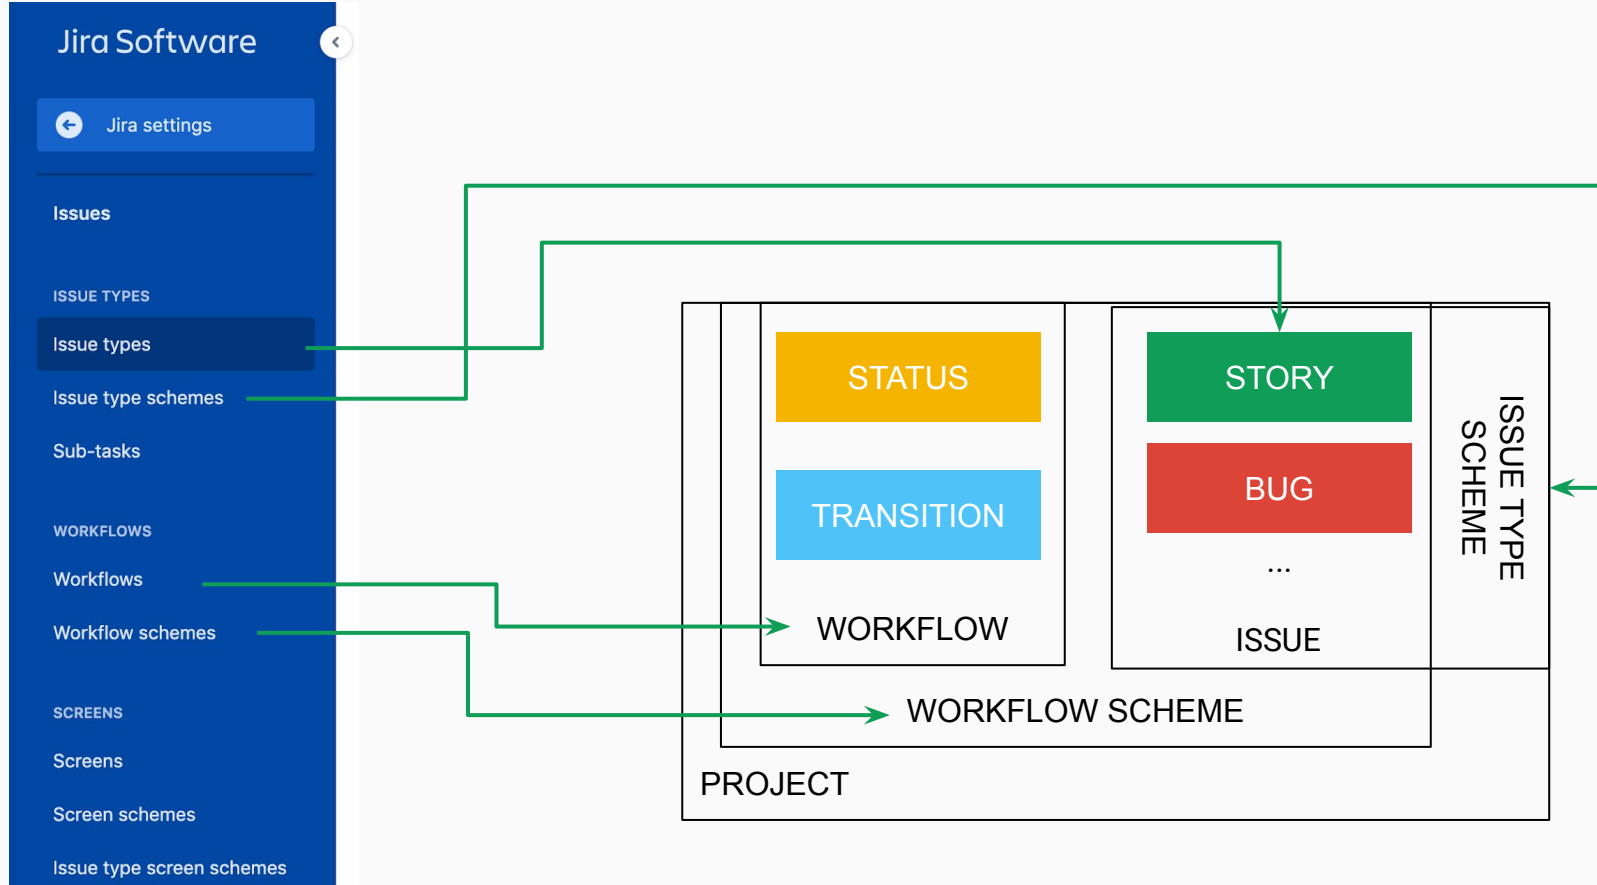 Jira Software
Jira settings
Issues
ISSUE TYPES
Issue types
Issue type schemes
Sub-tasks
WORKFLOWS
Workflows
Workflow schemes
SCREENS
Screens
Screen schemes
Issue type screen schemes
STATUS
TRANSITION
WORKFLOW
STORY
BUG
...
ISSUE
ISSUE TYPE
SCHEME
WORKFLOW SCHEME
PROJECT